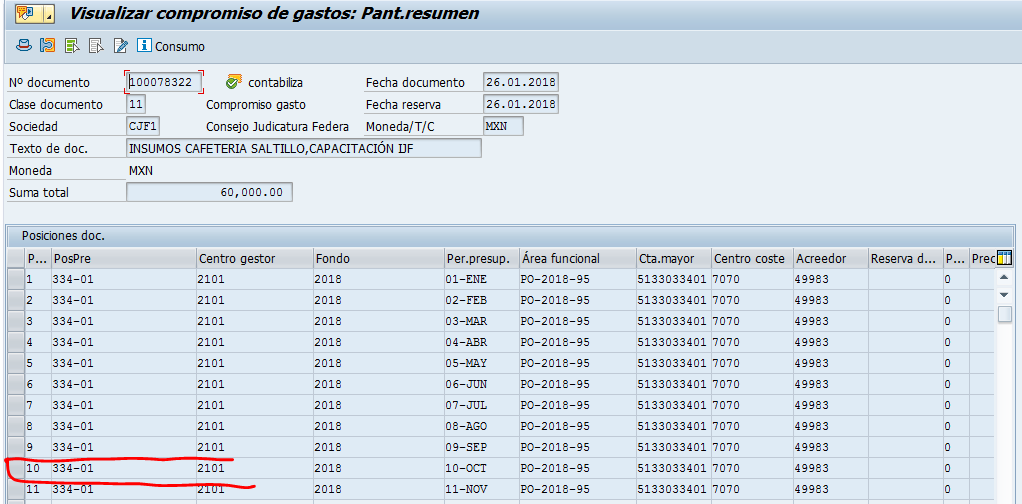 Visualizar compromiso de gastos: Pant.resumen
Consumo
Nº documento 100078322 contabiliza Fecha documento 26.01.2018
Clase documento 11 Compromiso gasto Fecha reserva 26.01.2018
Sociedad CJF1 Consejo Judicatura Federa Moneda/T/C MXN
Texto de doc. INSUMOS CAFETERIA SALTILLO,CAPACITACIÓN IJF
Moneda MXN
Suma total 60,000.00
Posiciones doc.
P... PosPre Centro gestor Fondo Per.presup. Área funcional Cta.mayor Centro coste Acreedor Reserva d... P... Prec
1 334-01 2101 2018 01-ENE PO-2018-95 5133033401 7070 49983 0
2 334-01 2101 2018 02-FEB PO-2018-95 5133033401 7070 49983 0
3 334-01 2101 2018 03-MAR PO-2018-95 5133033401 7070 49983 0
4 334-01 2101 2018 04-ABR PO-2018-95 5133033401 7070 49983 0
5 334-01 2101 2018 05-MAY PO-2018-95 5133033401 7070 49983 0
6 334-01 2101 2018 06-JUN PO-2018-95 5133033401 7070 49983 0
7 334-01 2101 2018 07-JUL PO-2018-95 5133033401 7070 49983 0
8 334-01 2101 2018 08-AGO PO-2018-95 5133033401 7070 49983 0
9 334-01 2101 2018 09-SEP PO-2018-95 5133033401 7070 49983 0
10 334-01 2101 2018 10-OCT PO-2018-95 5133033401 7070 49983 0
11 334-01 2101 2018 11-NOV PO-2018-95 5133033401 7070 49983 0